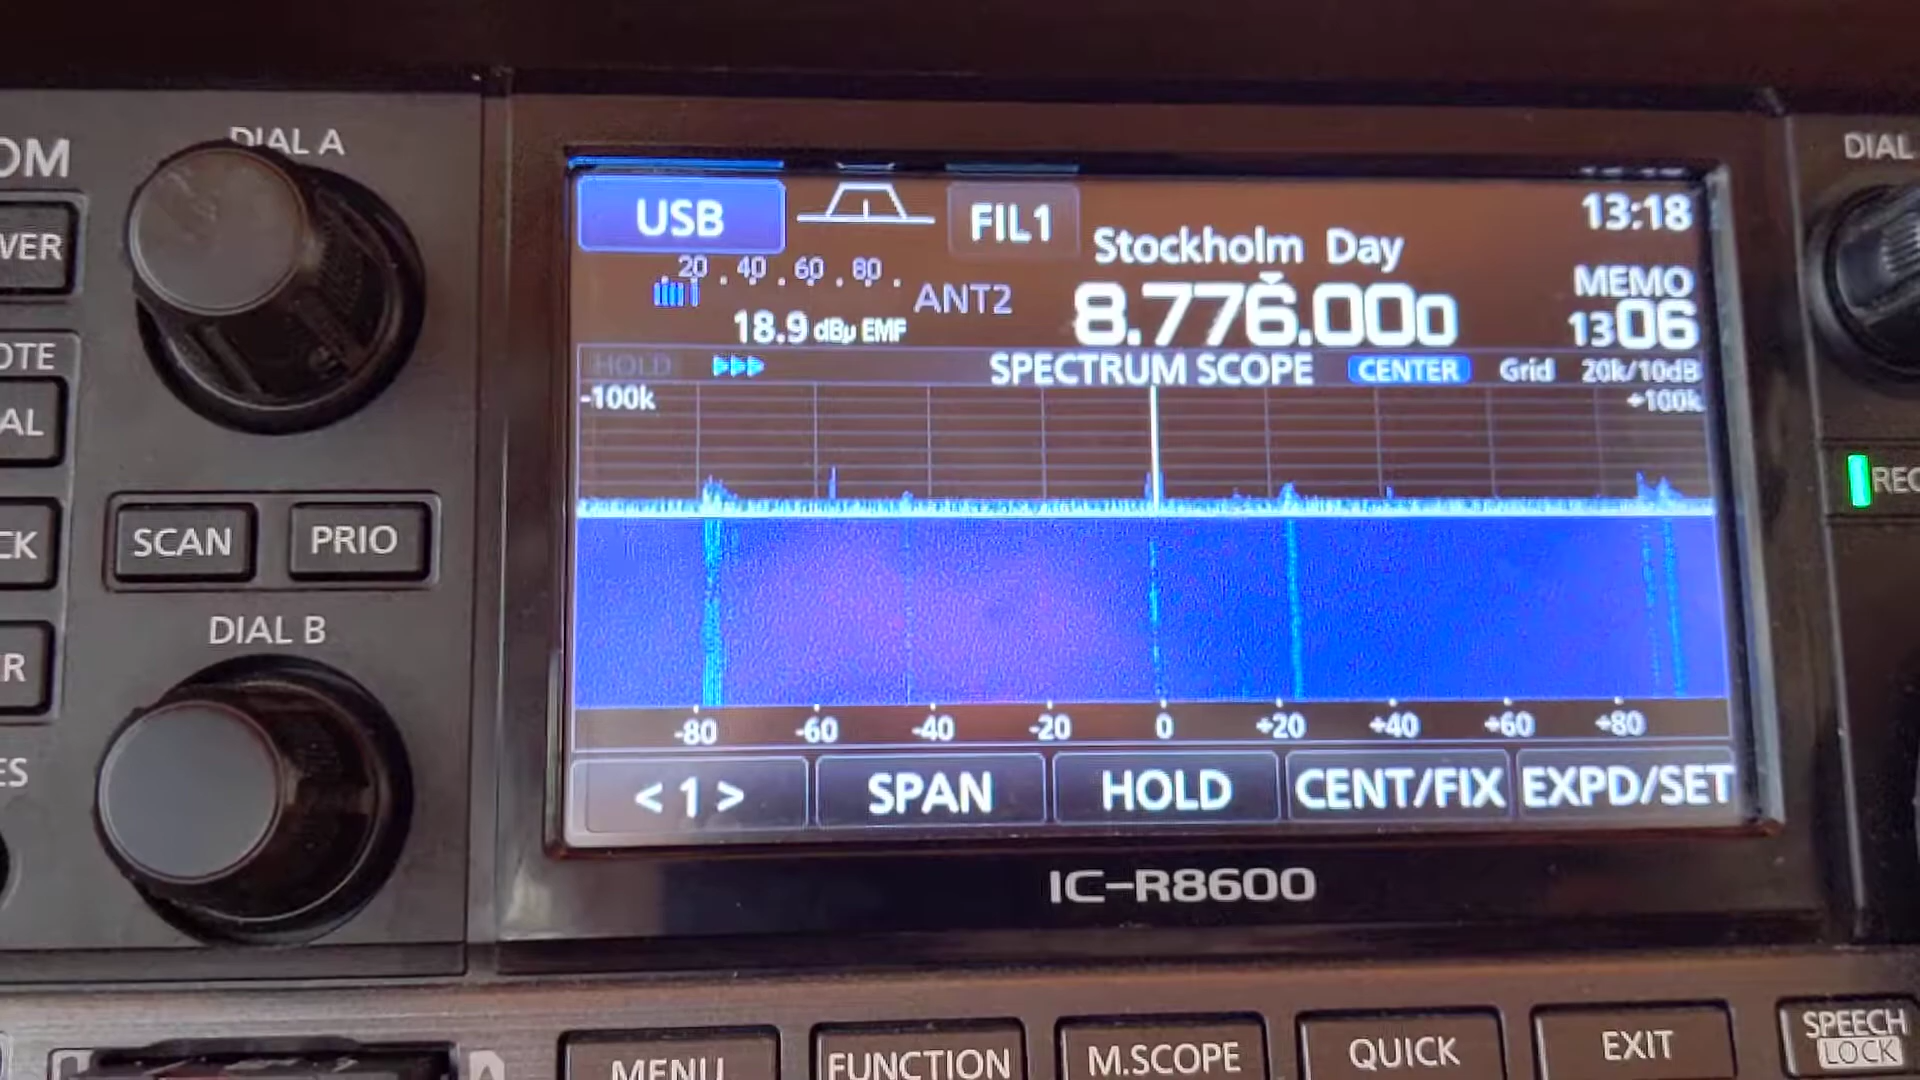 DIAL A
OM
VER
AL
SCAN
PRIO
DIAL B
USB
FIL1
Stockholm Day
13:18
20 . 40 . 60 . 80 .
18.9 dBµ EMF
ANT2
8.776.000
MEMO
1306
HOLD
SPECTRUM SCOPE
CENTER
Grid
20k/10dB
-100k
+100k
-80 -60 -40 -20 0 +20 +40 +60 +80
< 1 >
SPAN
HOLD
CENT/FIX
EXPD/SET
IC-R8600
DIAL
REC
MENU
FUNCTION
M.SCOPE
QUICK
EXIT
SPEECH
LOCK